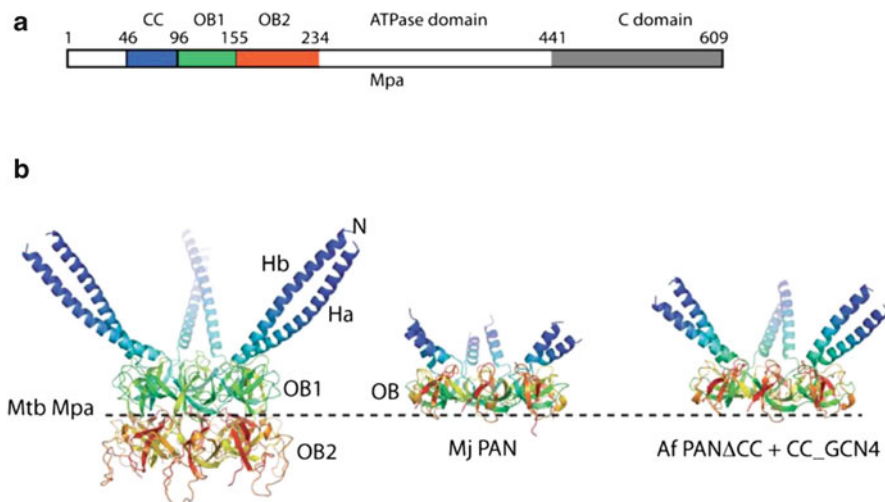 a
CC OB1 OB2 ATPase domain C domain
1 46 96 155 234 441 609
Mpa
b
N
Hb
Ha
OB1
OB
Mtb Mpa
OB2
Mj PAN
Af PANΔCC + CC_GCN4